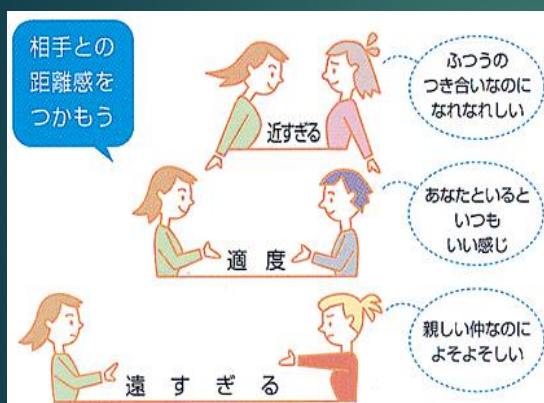 相手との
距離感を
つかもう
近すぎる
ふつうの
つき合いなのに
なれなれしい
適度
あなたといると
いつも
いい感じ
遠すぎる
親しい仲なのに
よそよそしい